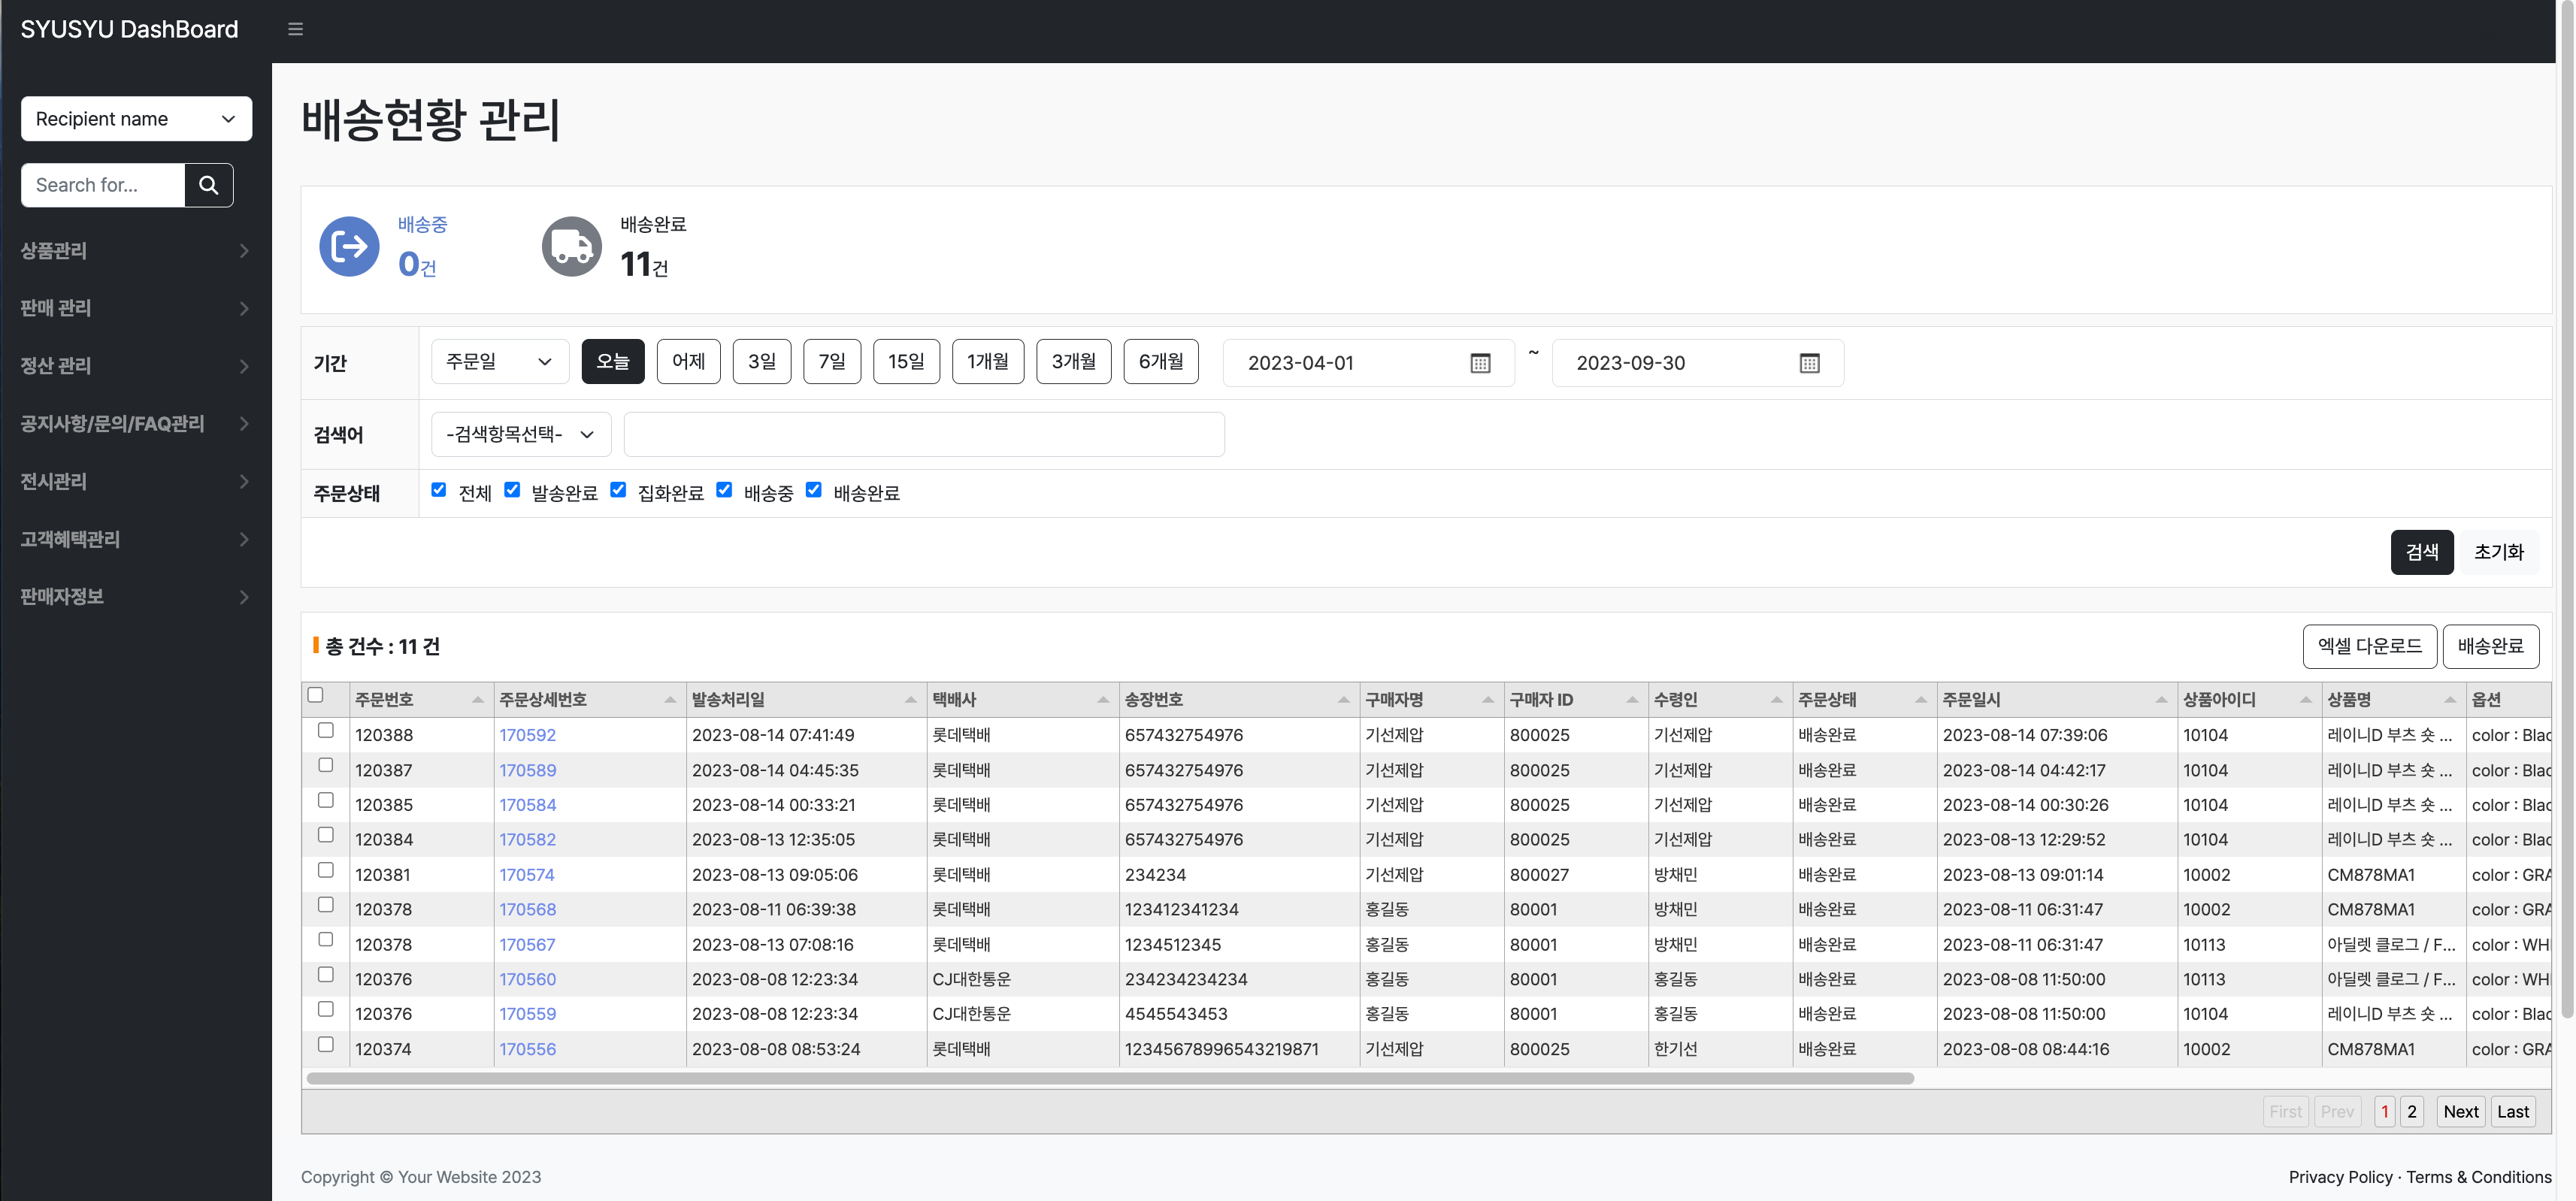 SYUSYU DashBoard
Recipient name
Search for...
상품관리
판매 관리
정산 관리
공지사항/문의/FAQ관리
전시관리
고객혜택관리
판매자정보
배송현황 관리
배송중
0건
배송완료
11건
기간 주문일 오늘 어제 3일 7일 15일 1개월 3개월 6개월 2023-04-01 ~ 2023-09-30
검색어 -검색항목선택-
주문상태 전체 발송완료 집화완료 배송중 배송완료
검색 초기화
총 건수 : 11 건 엑셀 다운로드 배송완료
주문번호 주문상세번호 발송처리일 택배사 송장번호 구매자명 구매자 ID 수령인 주문상태 주문일시 상품아이디 상품명 옵션
120388 170592 2023-08-14 07:41:49 롯데택배 657432754976 기선제압 800025 기선제압 배송완료 2023-08-14 07:39:06 10104 레이니D 부츠 숏 ... color : Blac
120387 170589 2023-08-14 04:45:35 롯데택배 657432754976 기선제압 800025 기선제압 배송완료 2023-08-14 04:42:17 10104 레이니D 부츠 숏 ... color : Blac
120385 170584 2023-08-14 00:33:21 롯데택배 657432754976 기선제압 800025 기선제압 배송완료 2023-08-14 00:30:26 10104 레이니D 부츠 숏 ... color : Blac
120384 170582 2023-08-13 12:35:05 롯데택배 657432754976 기선제압 800025 기선제압 배송완료 2023-08-13 12:29:52 10104 레이니D 부츠 숏 ... color : Blac
120381 170574 2023-08-13 09:05:06 롯데택배 234234 기선제압 800027 방채민 배송완료 2023-08-13 09:01:14 10002 CM878MA1 color : GRA
120378 170568 2023-08-11 06:39:38 롯데택배 123412341234 홍길동 80001 방채민 배송완료 2023-08-11 06:31:47 10002 CM878MA1 color : GRA
120378 170567 2023-08-13 07:08:16 롯데택배 1234512345 홍길동 80001 방채민 배송완료 2023-08-11 06:31:47 10113 아딜렛 클로그 / F... color : WHI
120376 170560 2023-08-08 12:23:34 CJ대한통운 234234234234 홍길동 80001 홍길동 배송완료 2023-08-08 11:50:00 10113 아딜렛 클로그 / F... color : WHI
120376 170559 2023-08-08 12:23:34 CJ대한통운 4545543453 홍길동 80001 홍길동 배송완료 2023-08-08 11:50:00 10104 레이니D 부츠 숏 ... color : Blac
120374 170556 2023-08-08 08:53:24 롯데택배 12345678996543219871 기선제압 800025 한기선 배송완료 2023-08-08 08:44:16 10002 CM878MA1 color : GRA
First Prev 1 2 Next Last
Copyright © Your Website 2023 Privacy Policy · Terms & Conditions